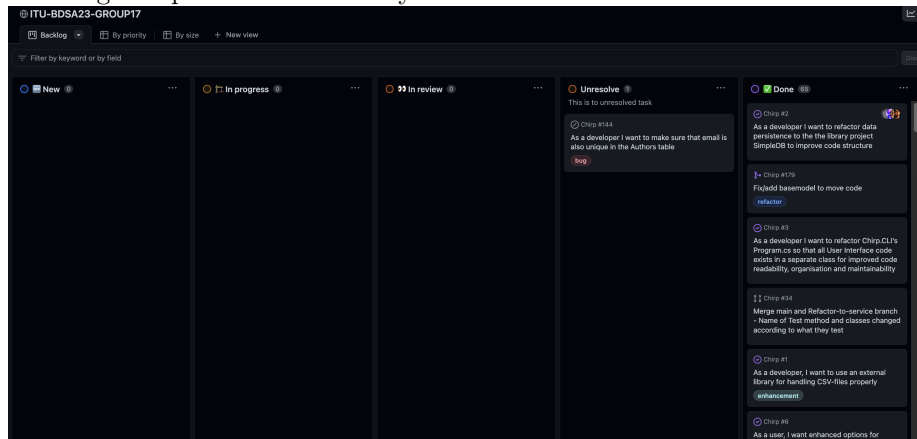 ITU-BDSA23-GROUP17
Backlog
By priority
By size
+ New view
Filter by keyword or by field
New 0
In progress 0
In review 0
Unresolve 1
This is to unresolved task
Chirp #144
As a developer I want to make sure that email is
also unique in the Authors table
bug
Done 65
Chirp #2
As a developer I want to refactor data
persistence to the the library project
SimpleDB to improve code structure
Chirp #179
Fix/add basemodel to move code
refactor
Chirp #3
As a developer I want to refactor Chirp.CLI's
Program.cs so that all User Interface code
exists in a separate class for improved code
readability, organisation and maintainability
Chirp #34
Merge main and Refactor-to-service branch
- Name of Test method and classes changed
according to what they test
Chirp #1
As a developer, I want to use an external
library for handling CSV-files properly
enhancement
Chirp #6
As a user, I want enhanced options for